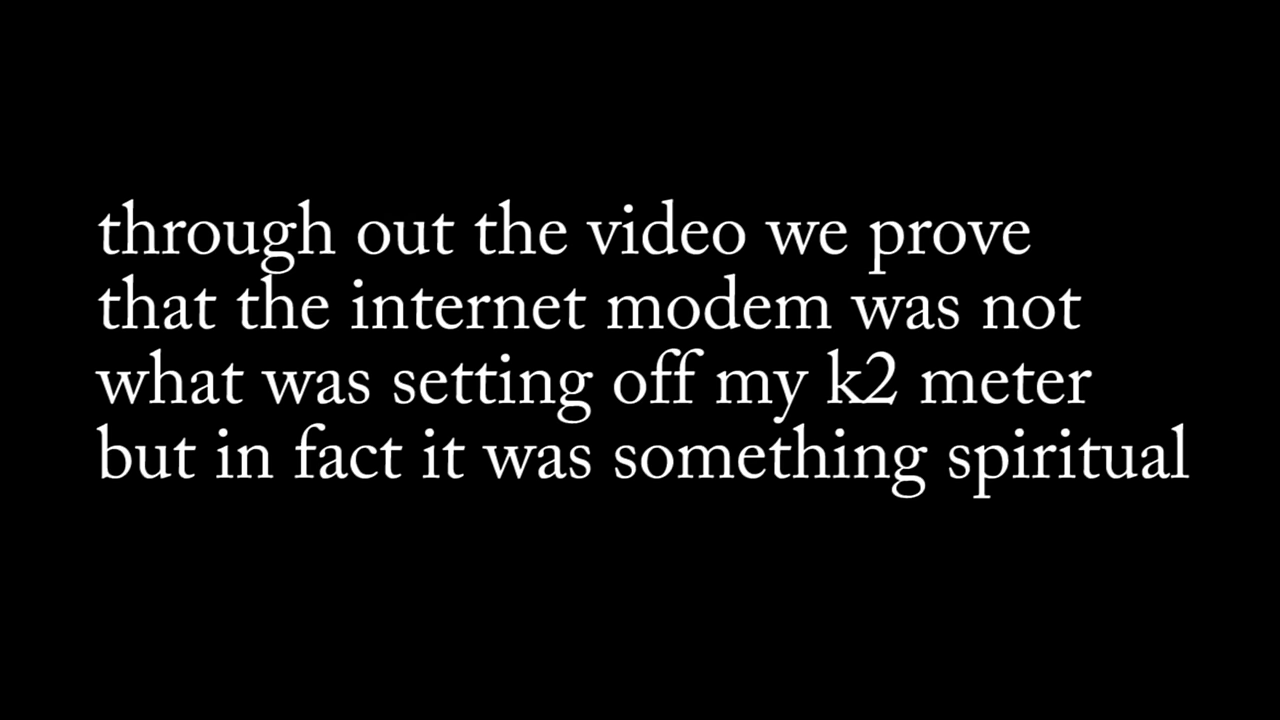 through out the video we prove
that the internet modem was not
what was setting off my k2 meter
but in fact it was something spiritual